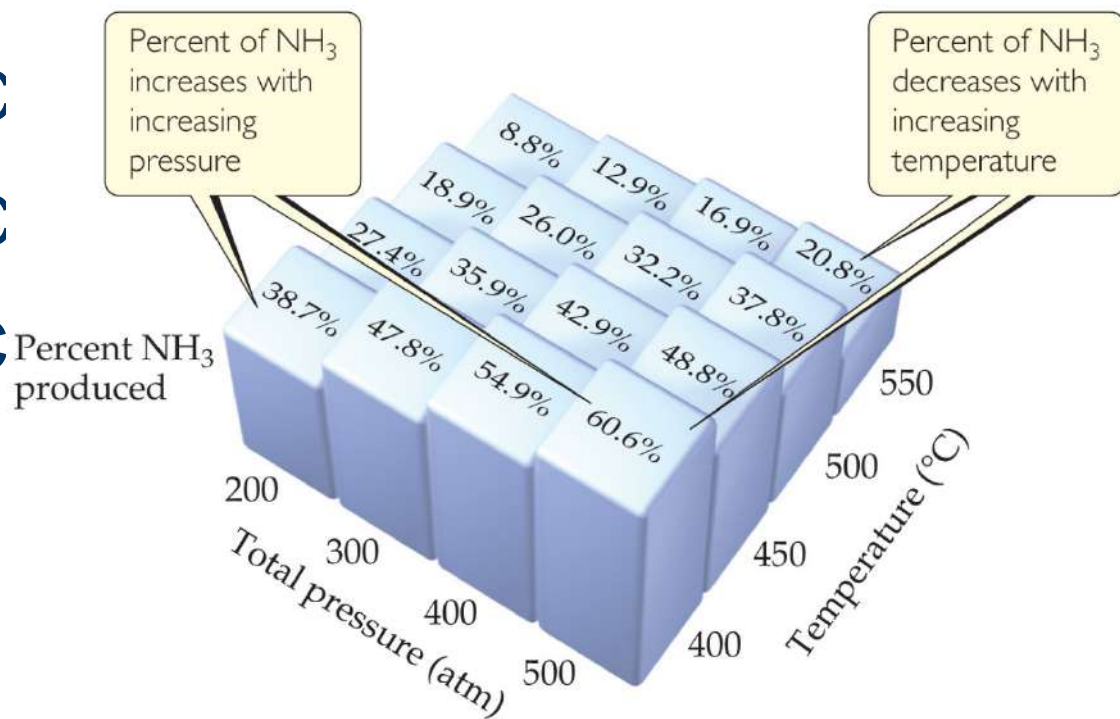 Percent of NH₃
increases with
increasing
pressure
Percent of NH₃
decreases with
increasing
temperature
8.8%
12.9%
16.9%
20.8%
18.9%
26.0%
32.2%
37.8%
27.4%
35.9%
42.9%
48.8%
38.7%
47.8%
54.9%
60.6%
Percent NH₃
produced
200
300
400
500
Total pressure (atm)
400
450
500
550
Temperature (°C)